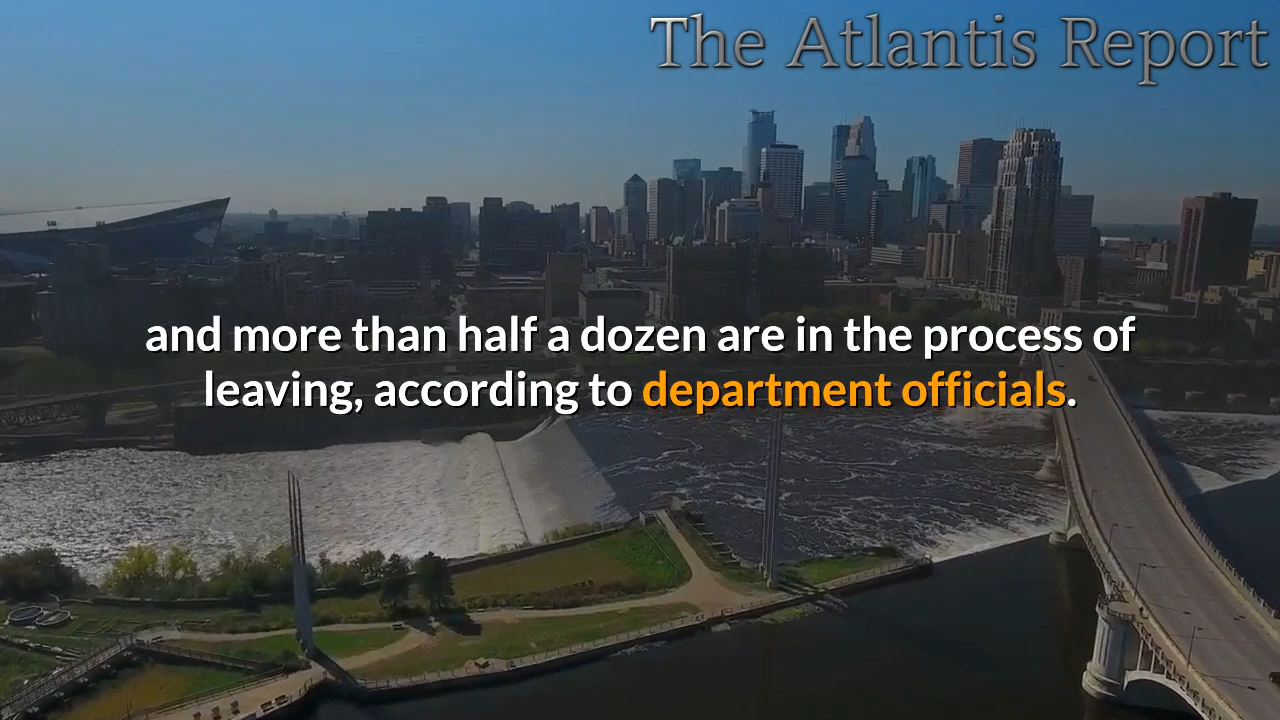 The Atlantis Report
and more than half a dozen are in the process of
leaving, according to department officials.